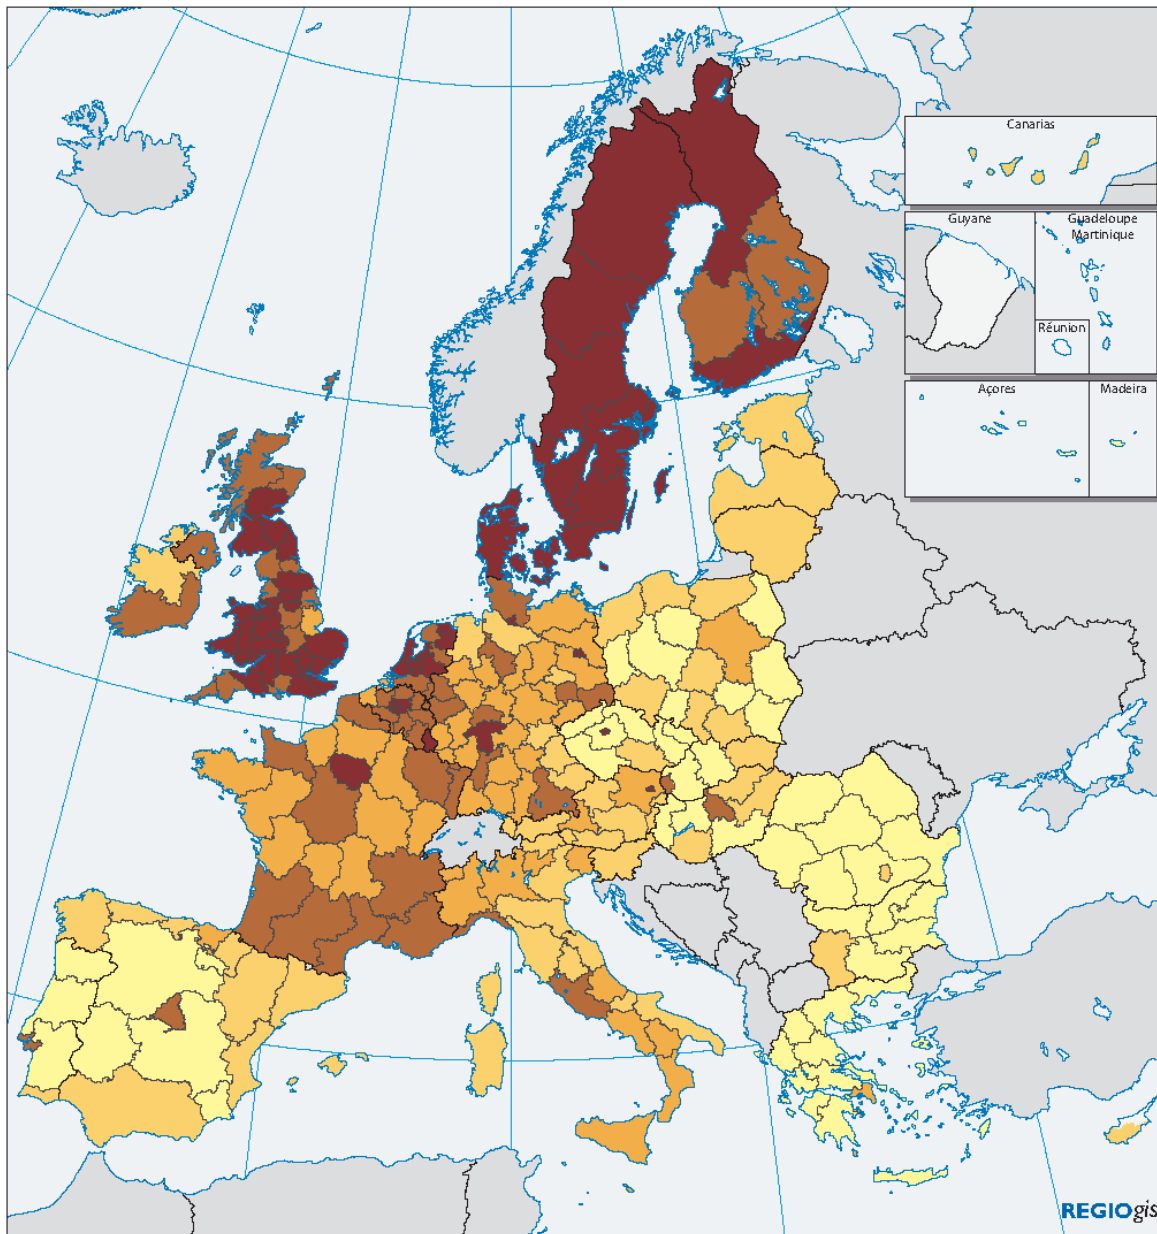 Canarias
Guyane
Guadeloupe
Martinique
Réunion
Açores
Madeira
REGIOgis